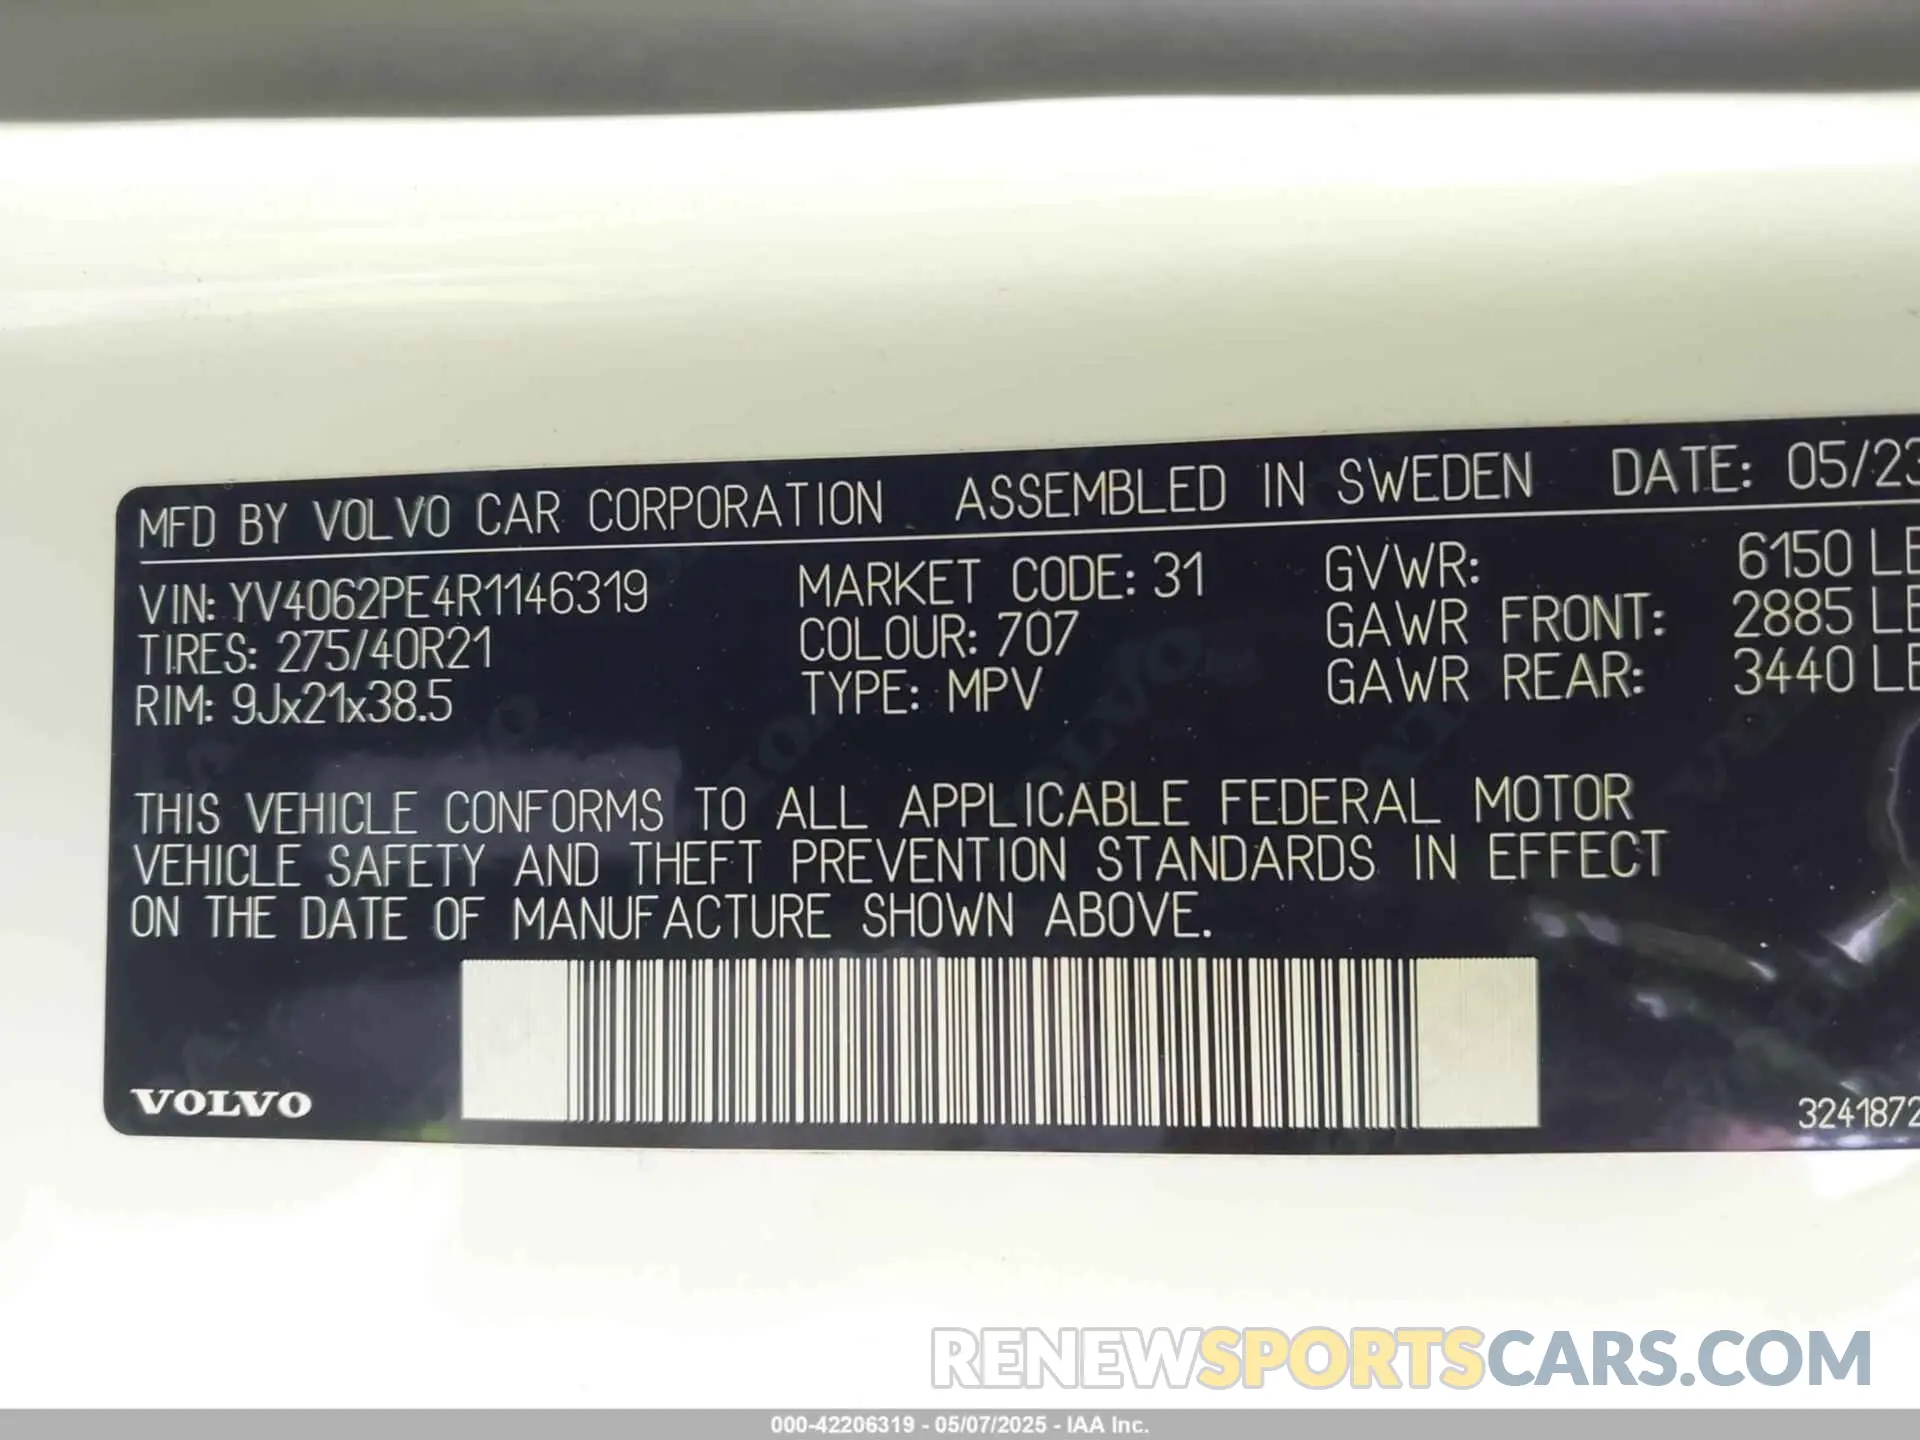 MFD BY VOLVO CAR CORPORATION ASSEMBLED IN SWEDEN DATE: 05/23
VIN: YV4062PE4R1146319 MARKET CODE: 31 GVWR: 6150 LB
TIRES: 275/40R21 COLOUR: 707 GAWR FRONT: 2885 LB
RIM: 9Jx21x38.5 TYPE: MPV GAWR REAR: 3440 LB
THIS VEHICLE CONFORMS TO ALL APPLICABLE FEDERAL MOTOR
VEHICLE SAFETY AND THEFT PREVENTION STANDARDS IN EFFECT
ON THE DATE OF MANUFACTURE SHOWN ABOVE.
VOLVO
3241872
RENEWSPORTSCARS.COM
000-42206319 - 05/07/2025 - IAA Inc.